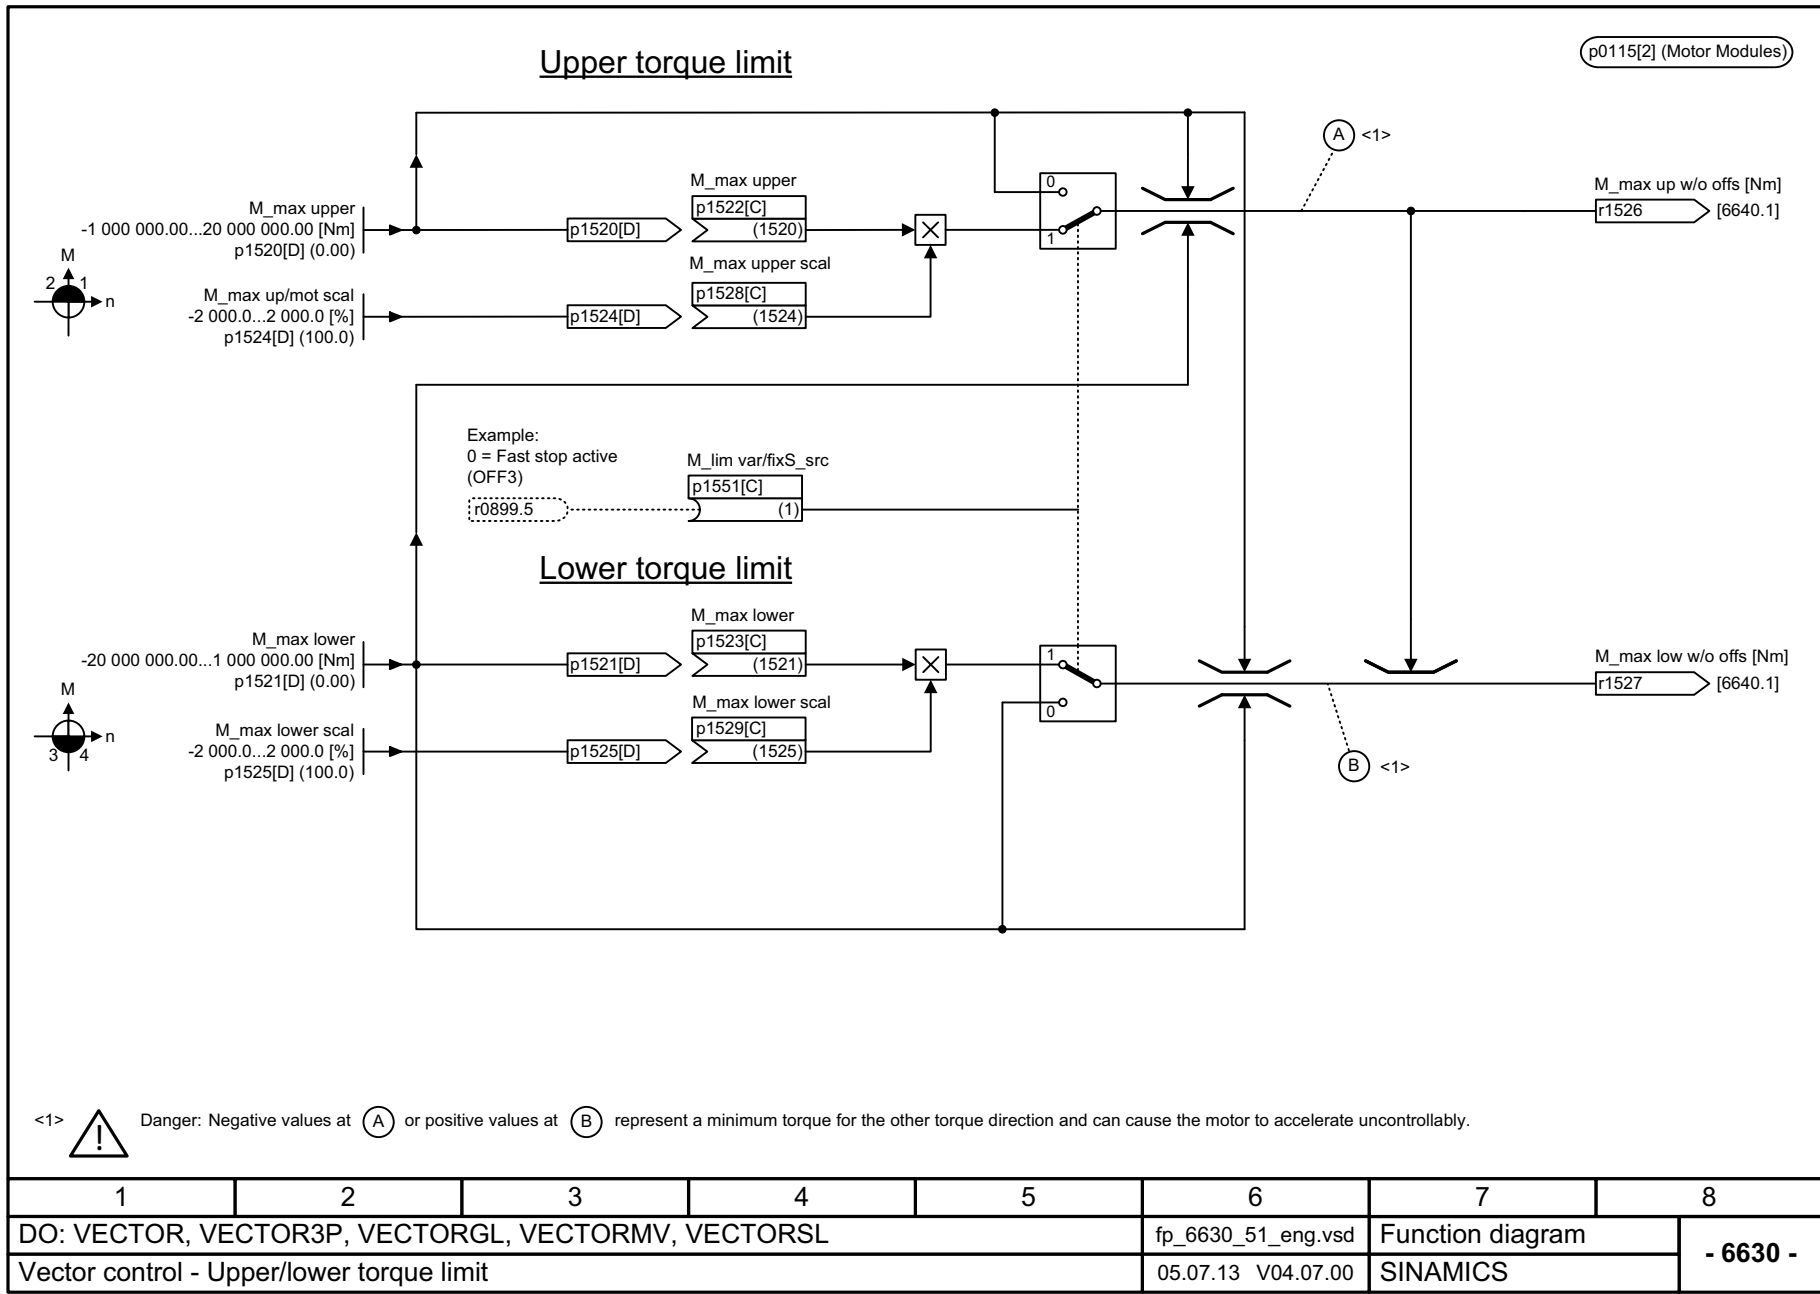 Upper torque limit
p0115[2] (Motor Modules)
A <1>
M_max upper
-1 000 000.00...20 000 000.00 [Nm]
p1520[D] (0.00)
p1520[D]
M_max upper
p1522[C]
(1520)
0
1
M_max up w/o offs [Nm]
r1526
[6640.1]
M
2 1
n
M_max up/mot scal
-2 000.0...2 000.0 [%]
p1524[D] (100.0)
p1524[D]
M_max upper scal
p1528[C]
(1524)
Example:
0 = Fast stop active
(OFF3)
r0899.5
M_lim var/fixS_src
p1551[C]
(1)
Lower torque limit
M_max lower
-20 000 000.00...1 000 000.00 [Nm]
p1521[D] (0.00)
p1521[D]
M_max lower
p1523[C]
(1521)
1
0
M_max low w/o offs [Nm]
r1527
[6640.1]
M
n
3 4
M_max lower scal
-2 000.0...2 000.0 [%]
p1525[D] (100.0)
p1525[D]
M_max lower scal
p1529[C]
(1525)
B <1>
<1> ! Danger: Negative values at A or positive values at B represent a minimum torque for the other torque direction and can cause the motor to accelerate uncontrollably.
1 2 3 4 5 6 7 8
DO: VECTOR, VECTOR3P, VECTORGL, VECTORMV, VECTORSL
fp_6630_51_eng.vsd
Function diagram
- 6630 -
Vector control - Upper/lower torque limit
05.07.13 V04.07.00
SINAMICS